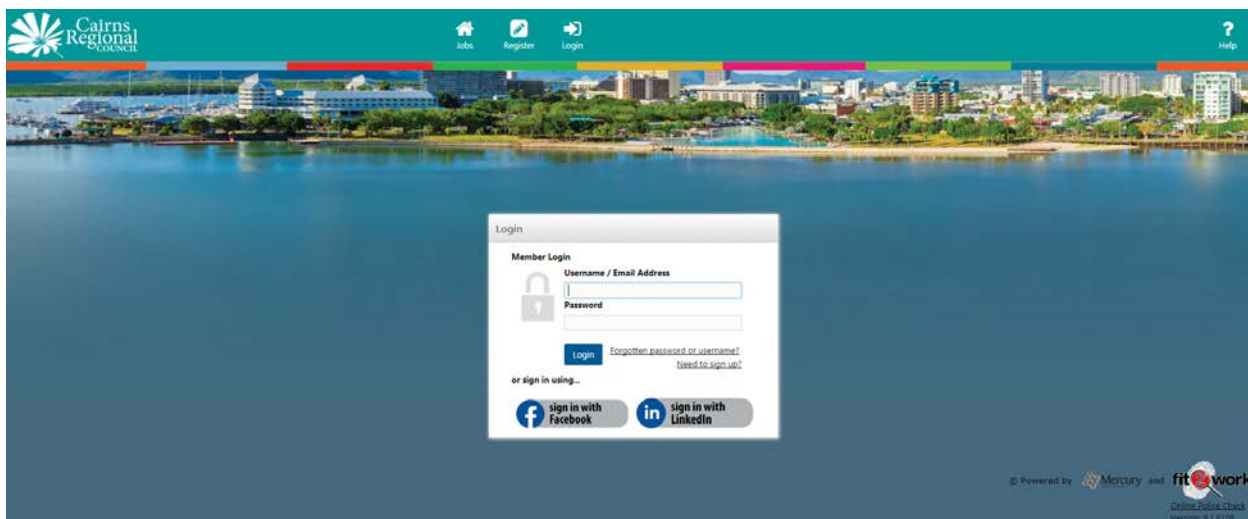 Cairns
Regional
COUNCIL
Jobs
Register
Login
?
Help
Login
Member Login
Username / Email Address
Password
Login
Forgotten password or username?
Need to sign up?
or sign in using...
sign in with
Facebook
sign in with
LinkedIn
© Powered by Mercury and fit2work
Online Police Check